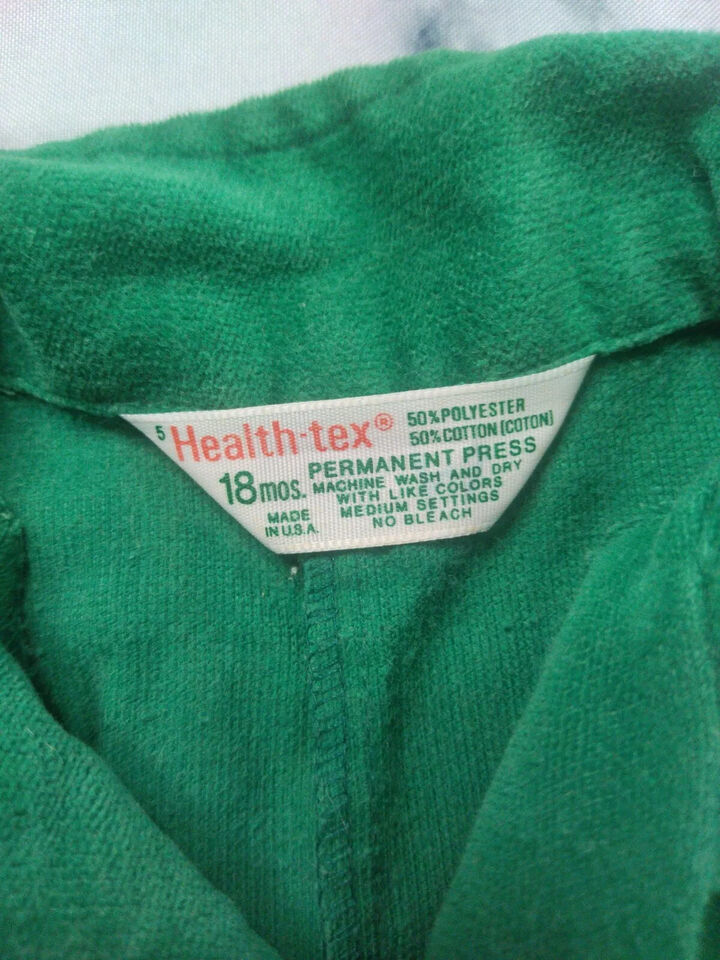 5 Health-tex® 50% POLYESTER
50% COTTON (COTON)
18 mos. PERMANENT PRESS
MACHINE WASH AND DRY
WITH LIKE COLORS
MADE MEDIUM SETTINGS
IN U.S.A. NO BLEACH